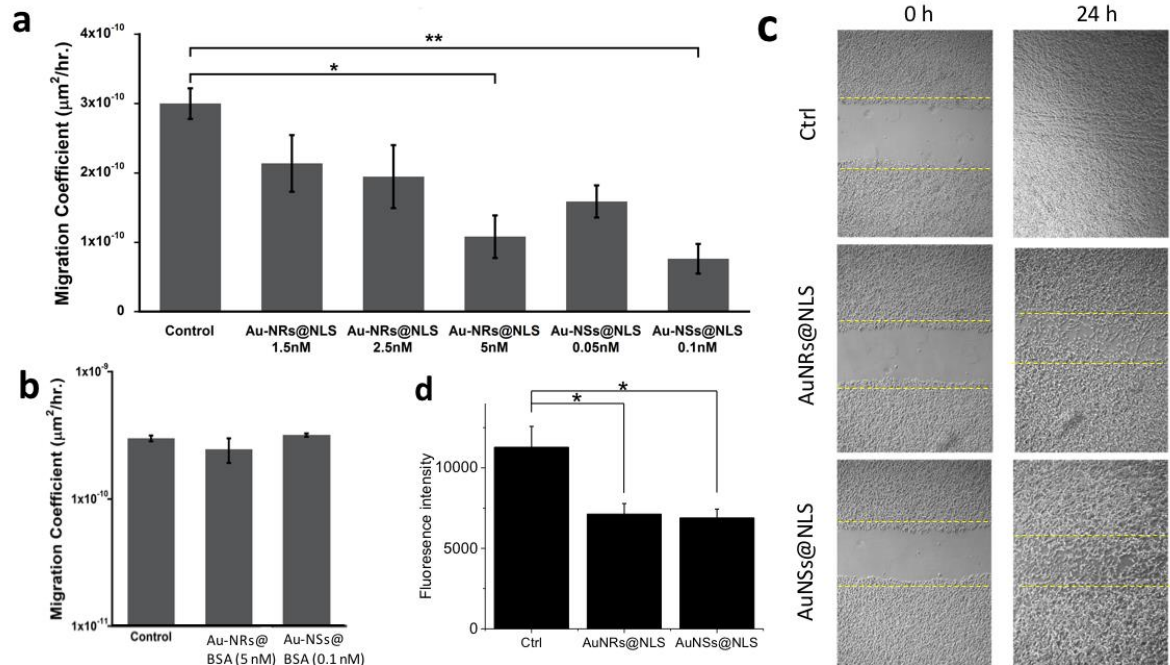 a
Migration Coefficient (μm²/hr.)
4x10⁻¹⁰
3x10⁻¹⁰
2x10⁻¹⁰
1x10⁻¹⁰
0
**
*
Control
Au-NRs@NLS
1.5nM
Au-NRs@NLS
2.5nM
Au-NRs@NLS
5nM
Au-NSs@NLS
0.05nM
Au-NSs@NLS
0.1nM
b
Migration Coefficient (μm²/hr.)
1x10⁻⁹
1x10⁻¹⁰
1x10⁻¹¹
Control
Au-NRs@
BSA (5 nM)
Au-NSs@
BSA (0.1 nM)
d
Fluoresence intensity
10000
5000
0
*
*
Ctrl
AuNRs@NLS
AuNSs@NLS
c
0 h
24 h
Ctrl
AuNRs@NLS
AuNSs@NLS